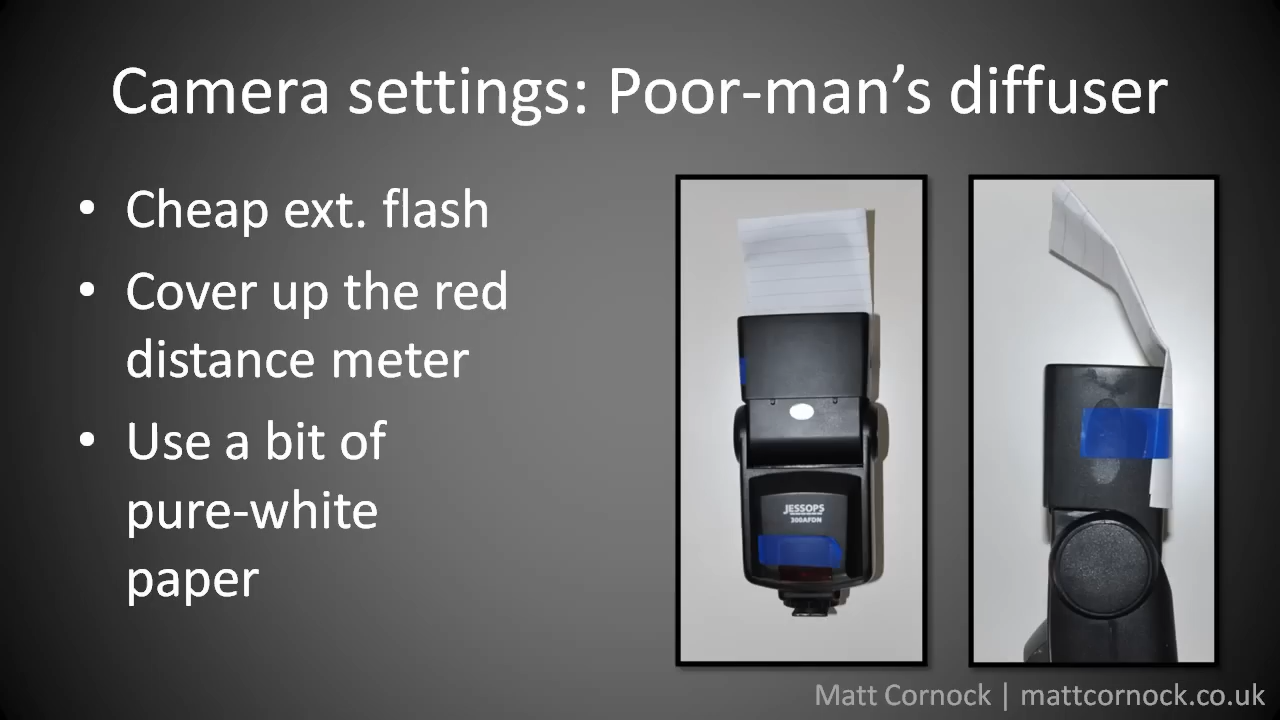 Camera settings: Poor-man’s diffuser
• Cheap ext. flash
• Cover up the red
distance meter
• Use a bit of
pure-white
paper
JESSOPS
300AFDN
Matt Cornock | mattcornock.co.uk